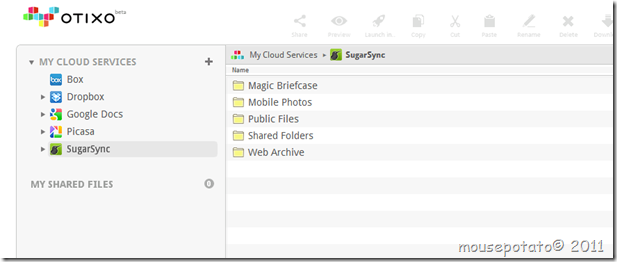 OTIXO beta
Share Preview Launch in.. Copy Cut Paste Rename Delete Downl
MY CLOUD SERVICES +
My Cloud Services ▸ SugarSync
Name
Box
Dropbox
Google Docs
Picasa
SugarSync
MY SHARED FILES 0
Magic Briefcase
Mobile Photos
Public Files
Shared Folders
Web Archive
mousepotato© 2011